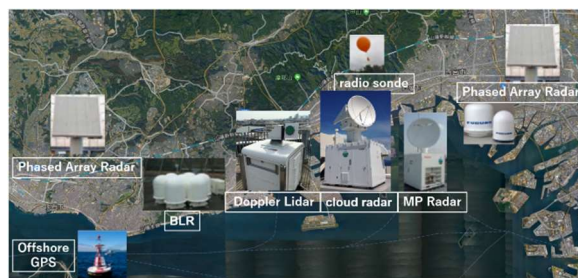 radio sonde
Phased Array Radar
Phased Array Radar
Doppler Lidar
cloud radar
MP Radar
BLR
Offshore
GPS